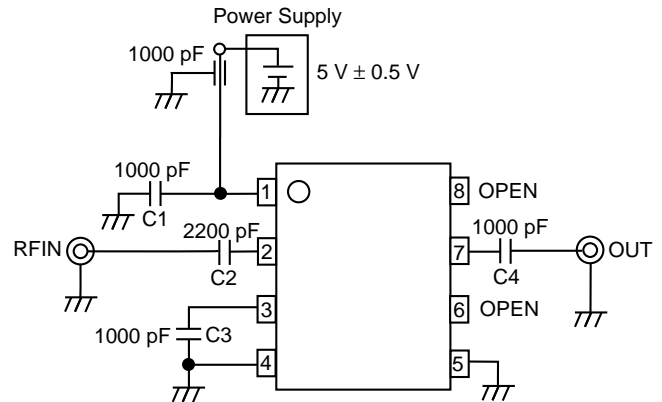 Power Supply
1000 pF
5 V ± 0.5 V
1000 pF
C1
1
8 OPEN
2200 pF
1000 pF
RFIN
C2
2
7
C4
OUT
3
6 OPEN
1000 pF
C3
4
5